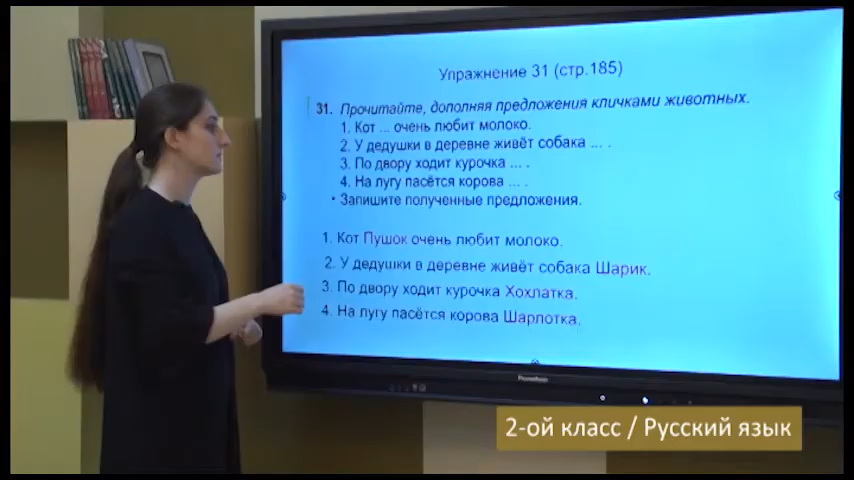 Упражнение 31 (стр.185)
31. Прочитайте, дополняя предложения кличками животных.
1. Кот ... очень любит молоко.
2. У дедушки в деревне живёт собака ... .
3. По двору ходит курочка ... .
4. На лугу пасётся корова ... .
• Запишите полученные предложения.
1. Кот Пушок очень любит молоко.
2. У дедушки в деревне живёт собака Шарик.
3. По двору ходит курочка Хохлатка.
4. На лугу пасётся корова Шарлотка.
Promethean
2-ой класс / Русский язык